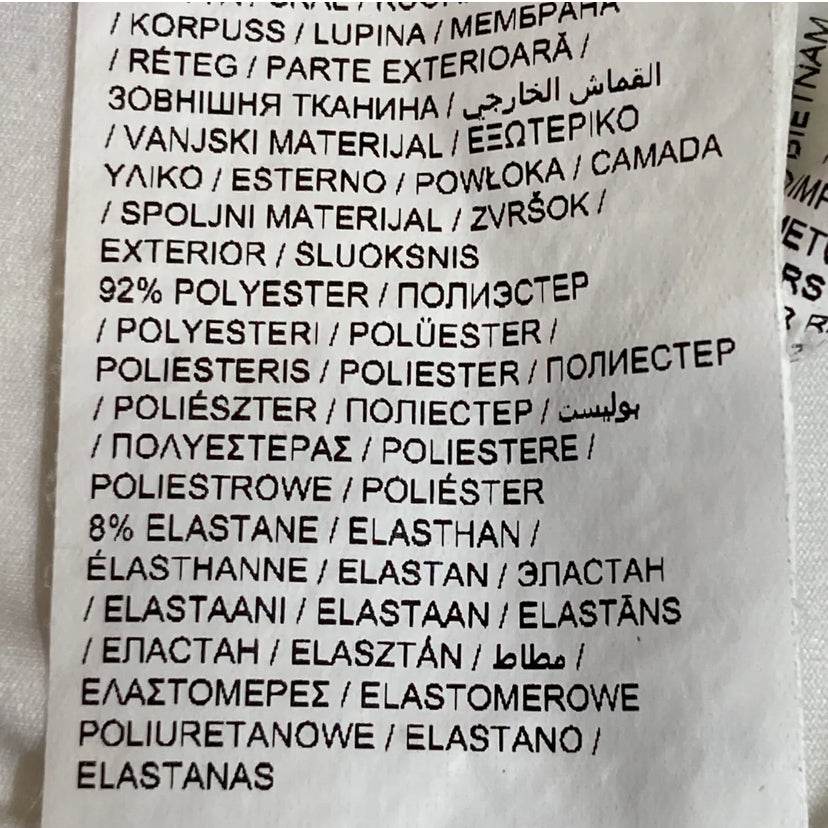 / KORPUSS / LUPINA / МЕМБРАНА
/ RÉTEG / PARTE EXTERIOARĂ /
ЗОВНІШНЯ ТКАНИНА / القماش الخارجي
/ VANJSKI MATERIJAL / ΕΞΩΤΕΡΙΚΟ
ΥΛΙΚΟ / ESTERNO / POWŁOKA / CAMADA
/ SPOLJNI MATERIJAL / ZVRŠOK /
EXTERIOR / SLUOKSNIS
92% POLYESTER / ПОЛИЭСТЕР
/ POLYESTERI / POLÜESTER /
POLIESTERIS / POLIESTER / ПОЛИЕСТЕР
/ POLIÉSZTER / ПОЛІЕСТЕР / بوليست
/ ΠΟΛΥΕΣΤΕΡΑΣ / POLIESTERE /
POLIESTROWE / POLIÉSTER
8% ELASTANE / ELASTHAN /
ÉLASTHANNE / ELASTAN / ЭЛАСТАН
/ ELASTAANI / ELASTAAN / ELASTĀNS
/ ЕЛАСТАН / ELASZTÁN / مطاط /
ΕΛΑΣΤΟΜΕΡΕΣ / ELASTOMEROWE
POLIURETANOWE / ELASTANO /
ELASTANAS
VIETNAM